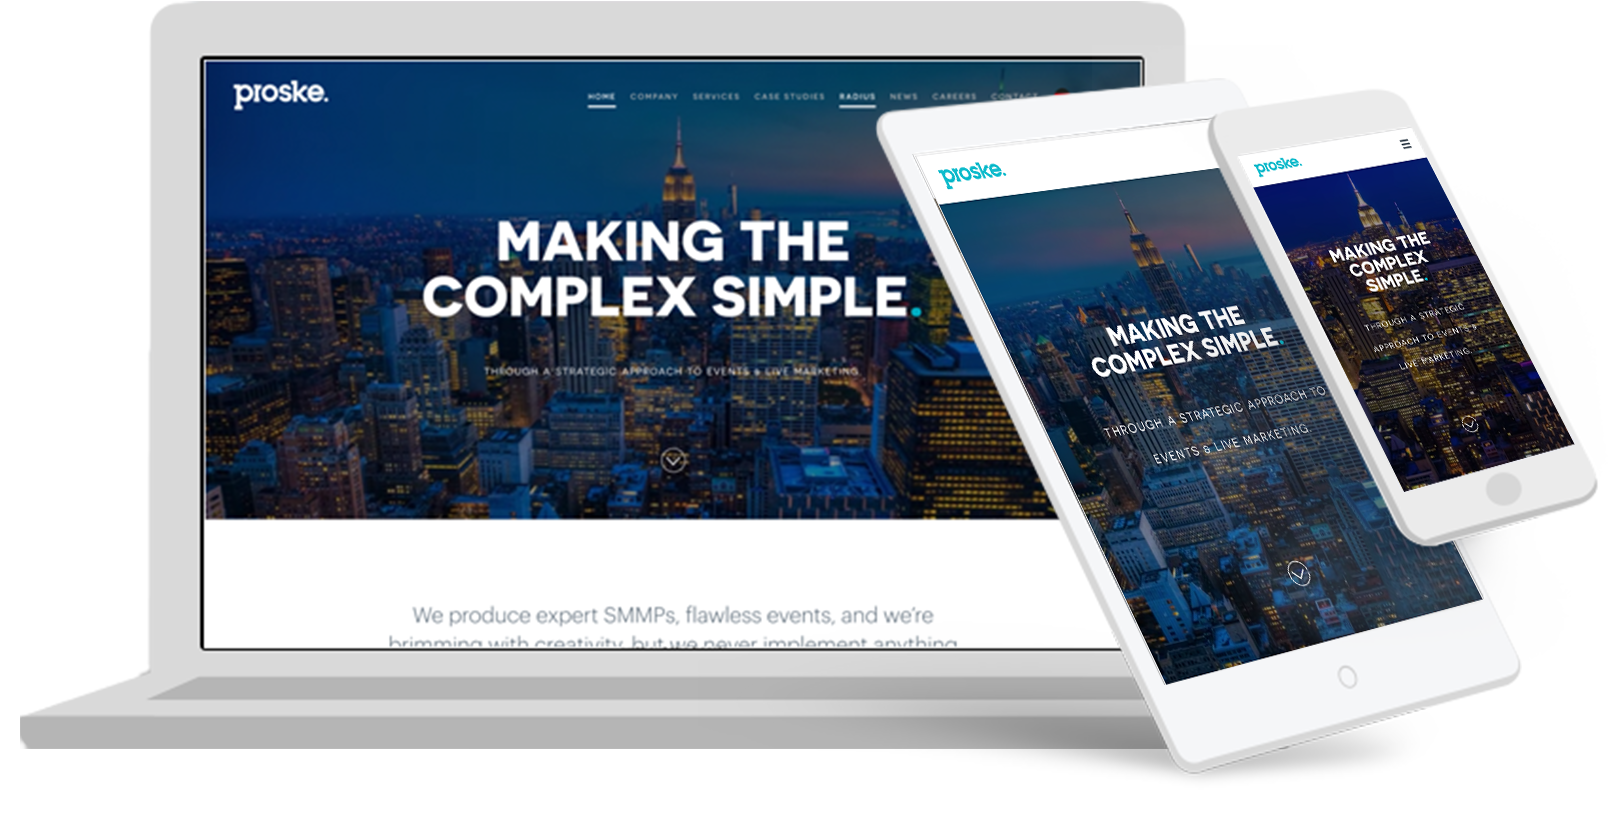 proske.
HOME COMPANY SERVICES CASE STUDIES RADIUS NEWS CAREERS CONTACT
MAKING THE
COMPLEX SIMPLE.
THROUGH A STRATEGIC APPROACH TO EVENTS & LIVE MARKETING.
We produce expert SMMPs, flawless events, and we're
brimming with creativity, but we never implement anything
proske.
MAKING THE
COMPLEX SIMPLE.
THROUGH A STRATEGIC APPROACH TO
EVENTS & LIVE MARKETING.
proske.
MAKING THE
COMPLEX
SIMPLE.
THROUGH A STRATEGIC
APPROACH TO EVENTS &
LIVE MARKETING.